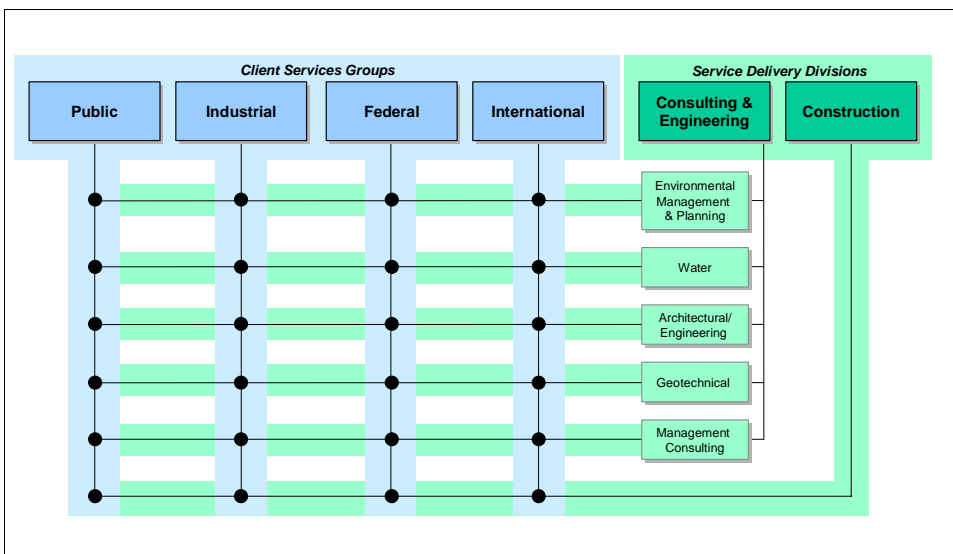 Client Services Groups
Service Delivery Divisions
Public
Industrial
Federal
International
Consulting &
Engineering
Construction
Environmental
Management
& Planning
Water
Architectural/
Engineering
Geotechnical
Management
Consulting